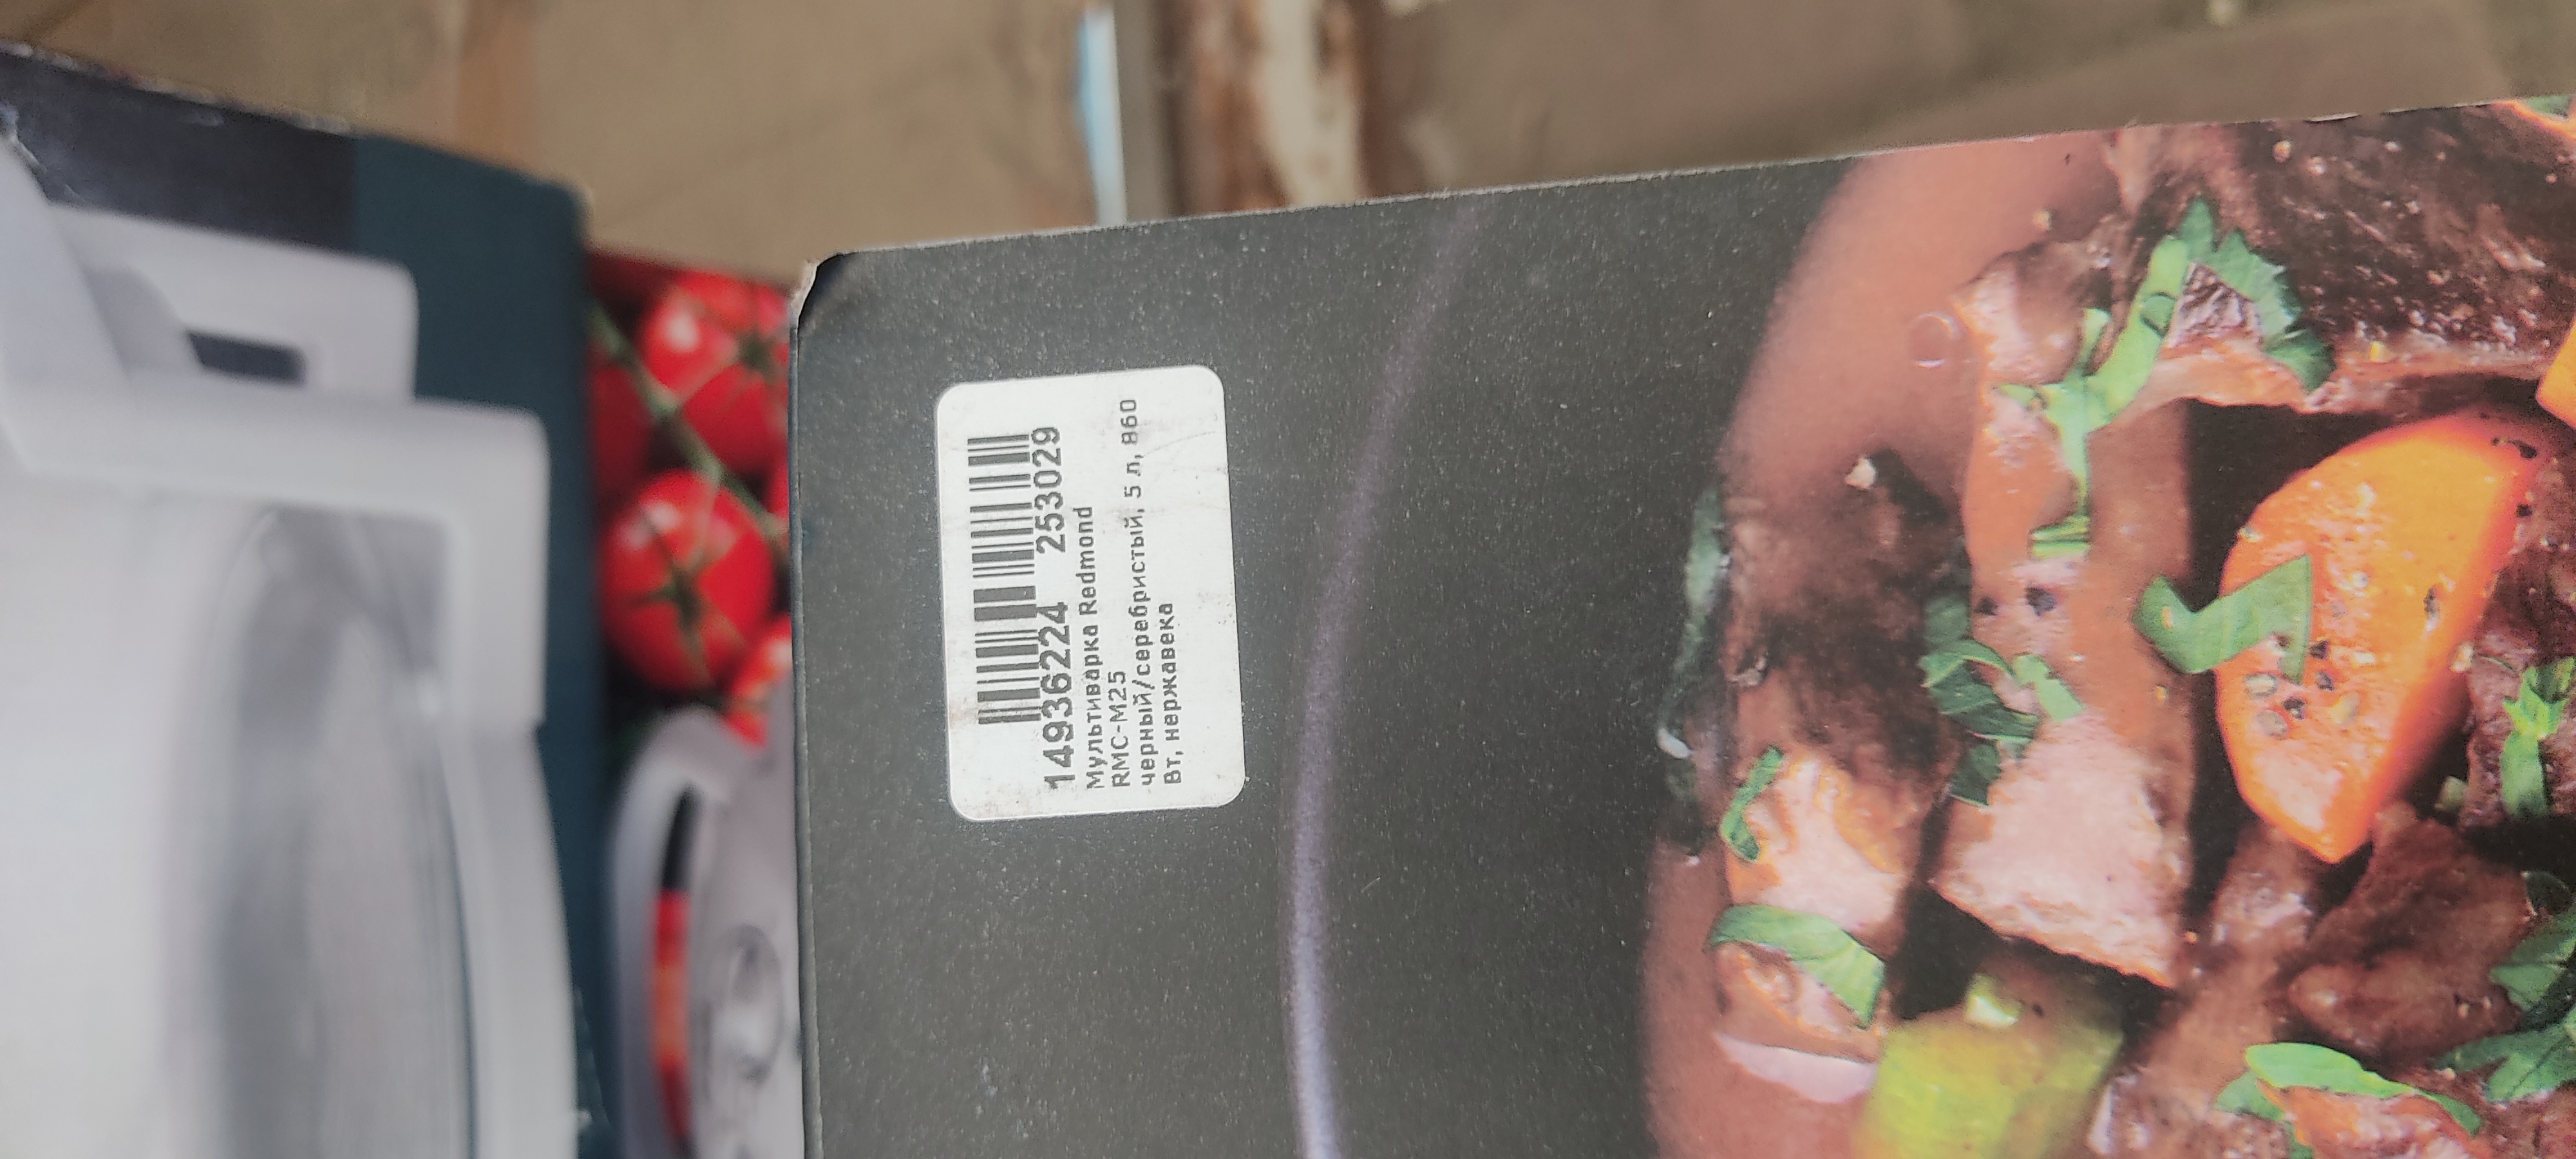 14936224 253029
Мультиварка Redmond
RMC-M25
черный/серебристый, 5 л, 860
Вт, нержавека